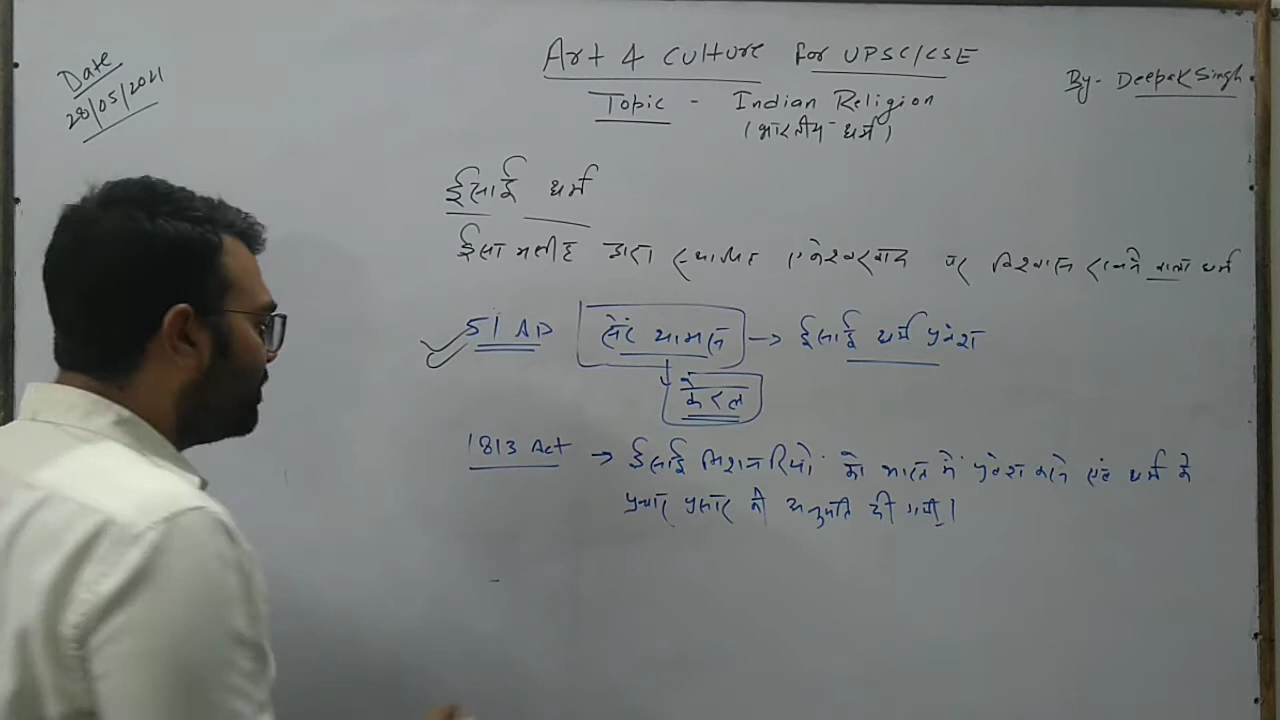 Date
28/05/2021
Art & Culture for UPSC/CSE
By- Deepak Singh
Topic - Indian Religion
(भारतीय धर्म)
ईसाई धर्म
ईसा मसीह द्वारा स्थापित एकेश्वरवाद पर विश्वास रखने वाला धर्म
51 AD सेंट थामस → ईसाई धर्म प्रवेश
केरल
1813 Act → ईसाई मिशनरियों को भारत में प्रवेश करने एवं धर्म के
प्रचार प्रसार की अनुमति दी गयी।